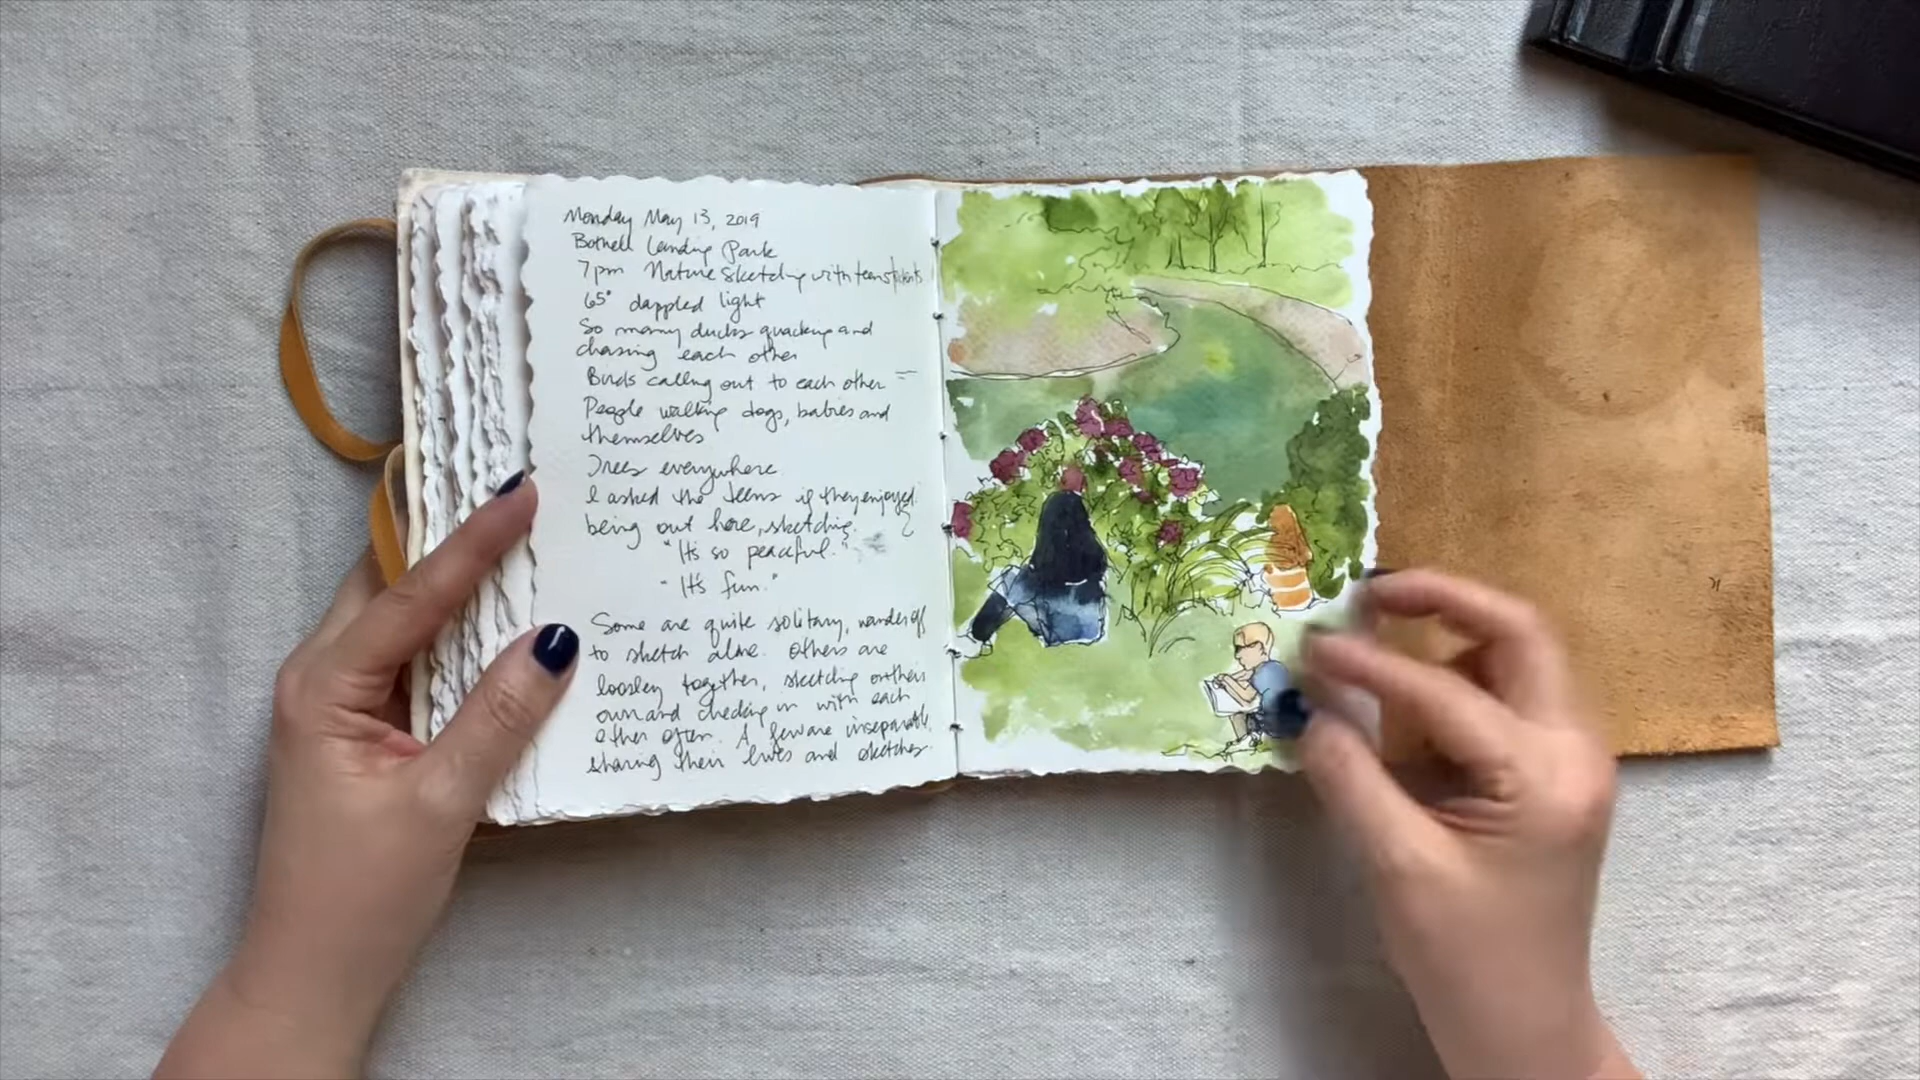 Monday May 13, 2019
Bothell Landing Park
7pm Nature sketching with teens
65° dappled light
So many ducks quacking and
chasing each other
Birds calling out to each other
People walking dogs, babies and
themselves
Trees everywhere
I asked the teens if they enjoyed
being out here, sketching.
"It's so peaceful."
"It's fun."
Some are quite solitary, wander off
to sketch alone. Others are
loosley together, sketching on their
own and checking in with each
other often. A few are inseparable
sharing their lives and sketches.